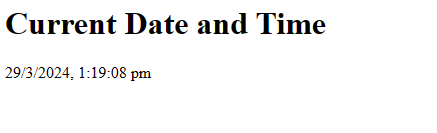 Current Date and Time
29/3/2024, 1:19:08 pm